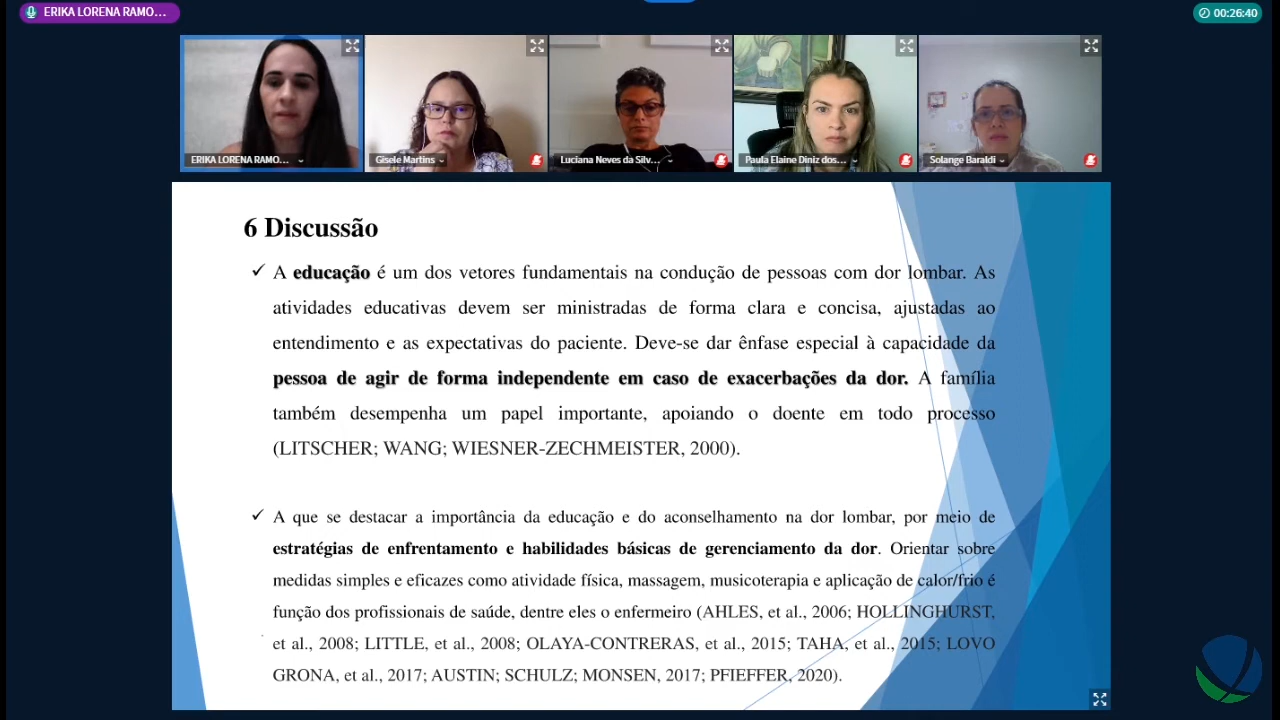 ERIKA LORENA RAMO...
00:26:40
ERIKA LORENA RAMO...
Gisele Martins
Luciana Neves da Silv...
Paula Elaine Diniz dos...
Solange Baraldi
6 Discussão
✓ A educação é um dos vetores fundamentais na condução de pessoas com dor lombar. As
atividades educativas devem ser ministradas de forma clara e concisa, ajustadas ao
entendimento e as expectativas do paciente. Deve-se dar ênfase especial à capacidade da
pessoa de agir de forma independente em caso de exacerbações da dor. A família
também desempenha um papel importante, apoiando o doente em todo processo
(LITSCHER; WANG; WIESNER-ZECHMEISTER, 2000).
✓ A que se destacar a importância da educação e do aconselhamento na dor lombar, por meio de
estratégias de enfrentamento e habilidades básicas de gerenciamento da dor. Orientar sobre
medidas simples e eficazes como atividade física, massagem, musicoterapia e aplicação de calor/frio é
função dos profissionais de saúde, dentre eles o enfermeiro (AHLES, et al., 2006; HOLLINGHURST,
et al., 2008; LITTLE, et al., 2008; OLAYA-CONTRERAS, et al., 2015; TAHA, et al., 2015; LOVO
GRONA, et al., 2017; AUSTIN; SCHULZ; MONSEN, 2017; PFIEFFER, 2020).